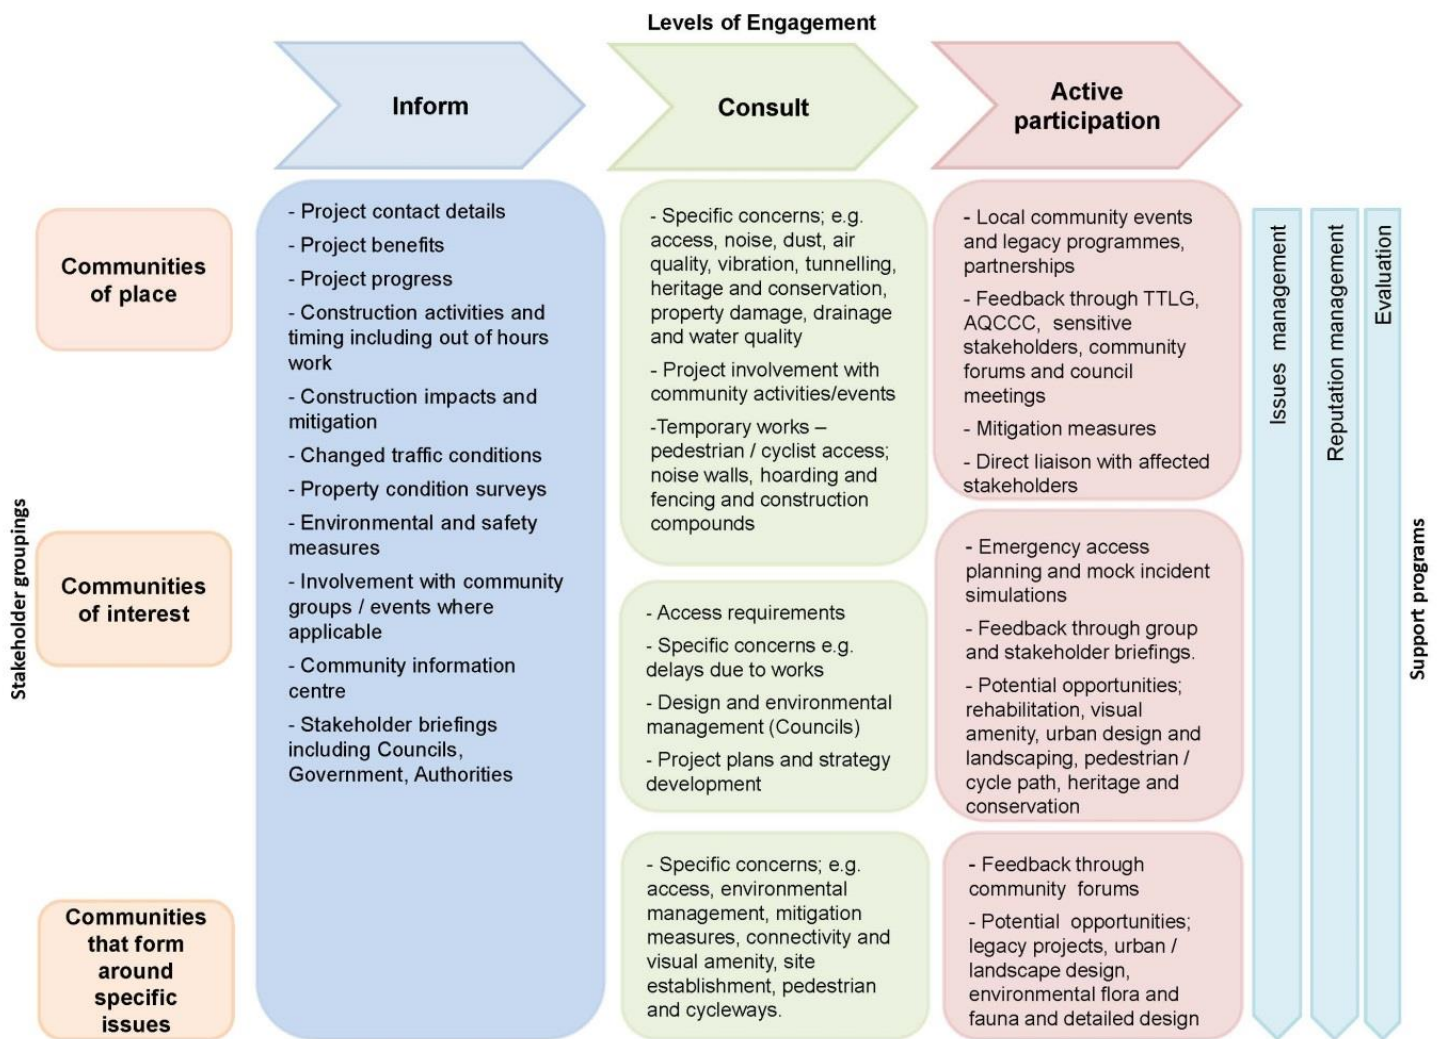 Levels of Engagement
Inform
Consult
Active
participation
Stakeholder groupings
Communities
of place
Communities
of interest
Communities
that form
around
specific
issues
- Project contact details
- Project benefits
- Project progress
- Construction activities and
timing including out of hours
work
- Construction impacts and
mitigation
- Changed traffic conditions
- Property condition surveys
- Environmental and safety
measures
- Involvement with community
groups / events where
applicable
- Community information
centre
- Stakeholder briefings
including Councils,
Government, Authorities
- Specific concerns; e.g.
access, noise, dust, air
quality, vibration, tunnelling,
heritage and conservation,
property damage, drainage
and water quality
- Project involvement with
community activities/events
-Temporary works –
pedestrian / cyclist access;
noise walls, hoarding and
fencing and construction
compounds
- Access requirements
- Specific concerns e.g.
delays due to works
- Design and environmental
management (Councils)
- Project plans and strategy
development
- Specific concerns; e.g.
access, environmental
management, mitigation
measures, connectivity and
visual amenity, site
establishment, pedestrian
and cycleways.
- Local community events
and legacy programmes,
partnerships
- Feedback through TTLG,
AQCCC, sensitive
stakeholders, community
forums and council
meetings
- Mitigation measures
- Direct liaison with affected
stakeholders
- Emergency access
planning and mock incident
simulations
- Feedback through group
and stakeholder briefings.
- Potential opportunities;
rehabilitation, visual
amenity, urban design and
landscaping, pedestrian /
cycle path, heritage and
conservation
- Feedback through
community forums
- Potential opportunities;
legacy projects, urban /
landscape design,
environmental flora and
fauna and detailed design
Issues management
Reputation management
Evaluation
Support programs